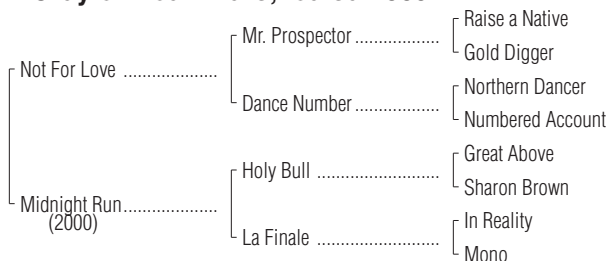 Raise a Native
Mr. Prospector ..................
Gold Digger
Not For Love ....................
Northern Dancer
Dance Number ..................
Numbered Account
Great Above
Holy Bull ..........................
Sharon Brown
Midnight Run ....................
(2000)
In Reality
La Finale ..........................
Mono